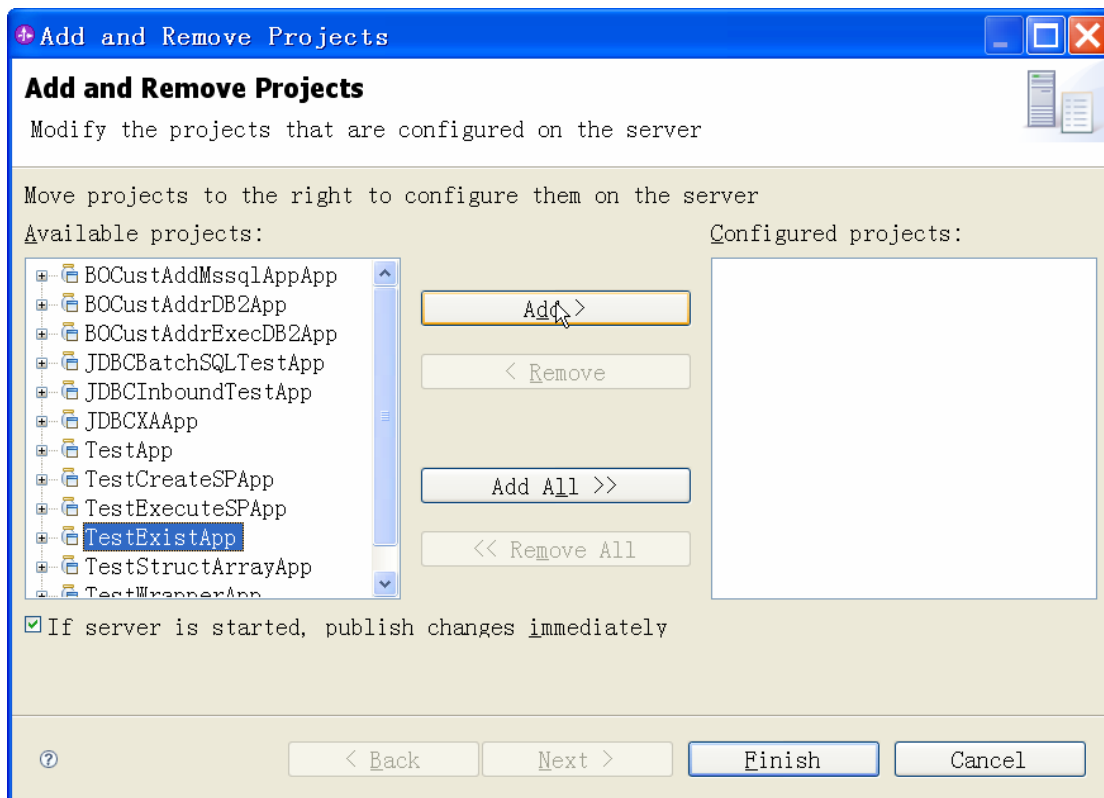 Add and Remove Projects
Add and Remove Projects
Modify the projects that are configured on the server
Move projects to the right to configure them on the server
Available projects:
Configured projects:
BOCustAddMssqlAppApp
BOCustAddrDB2App
BOCustAddrExecDB2App
JDBCBatchSQLTestApp
JDBCInboundTestApp
JDBCXAApp
TestApp
TestCreateSPApp
TestExecuteSPApp
TestExistApp
TestStructArrayApp
TestWrapperApp
Add >
< Remove
Add All >>
<< Remove All
If server is started, publish changes immediately
?
< Back
Next >
Finish
Cancel